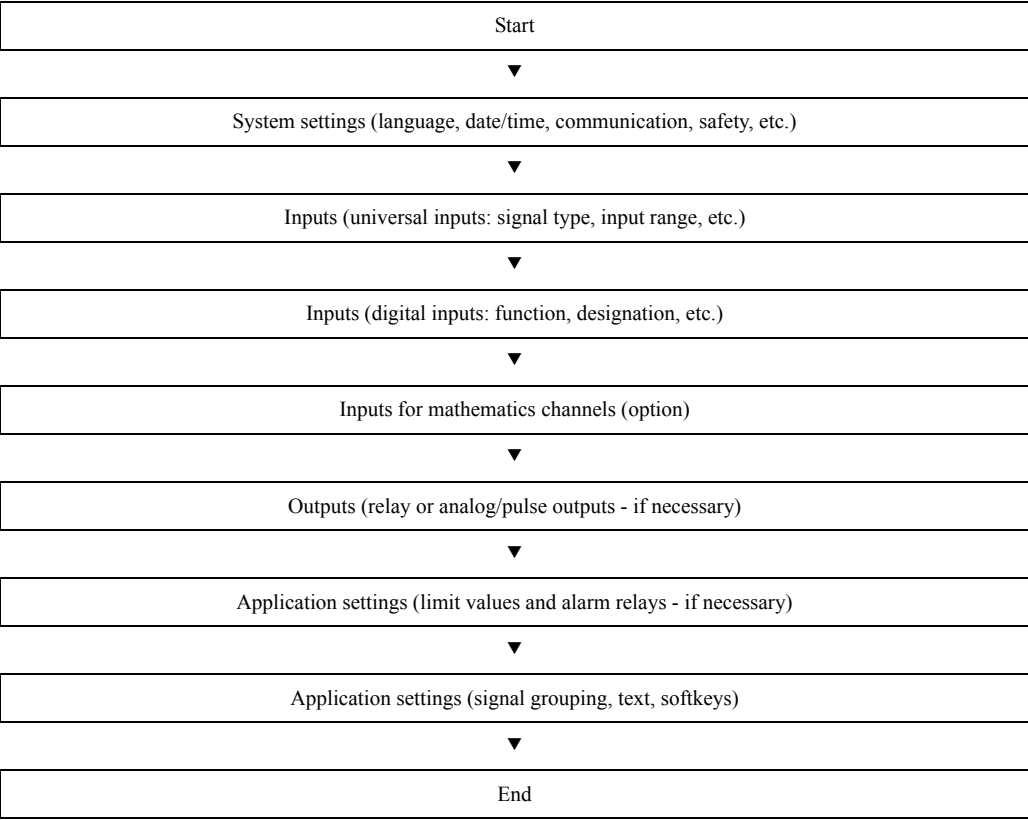 Start
▼
System settings (language, date/time, communication, safety, etc.)
▼
Inputs (universal inputs: signal type, input range, etc.)
▼
Inputs (digital inputs: function, designation, etc.)
▼
Inputs for mathematics channels (option)
▼
Outputs (relay or analog/pulse outputs - if necessary)
▼
Application settings (limit values and alarm relays - if necessary)
▼
Application settings (signal grouping, text, softkeys)
▼
End